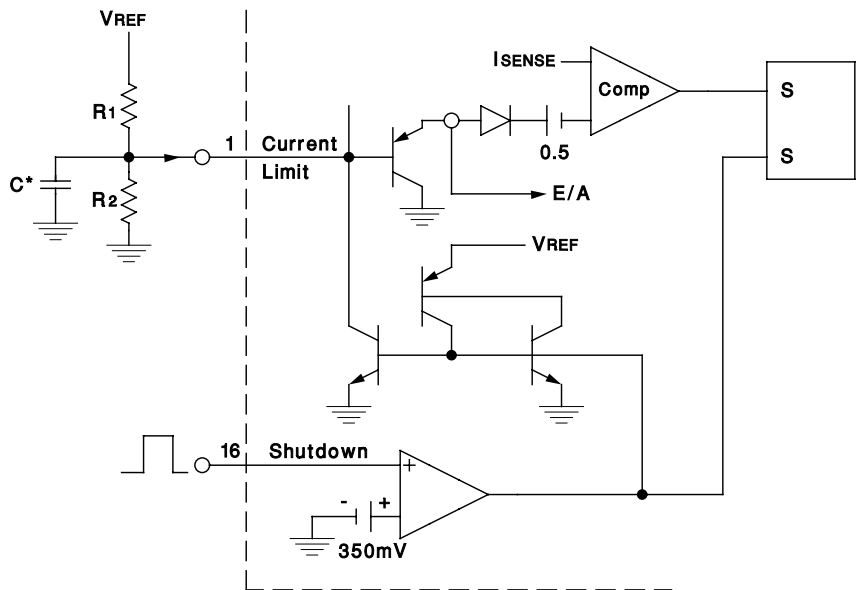 VREF
R1
C*
R2
1 Current
Limit
ISENSE
Comp
0.5
E/A
S
S
VREF
16 Shutdown
+
- +
350mV